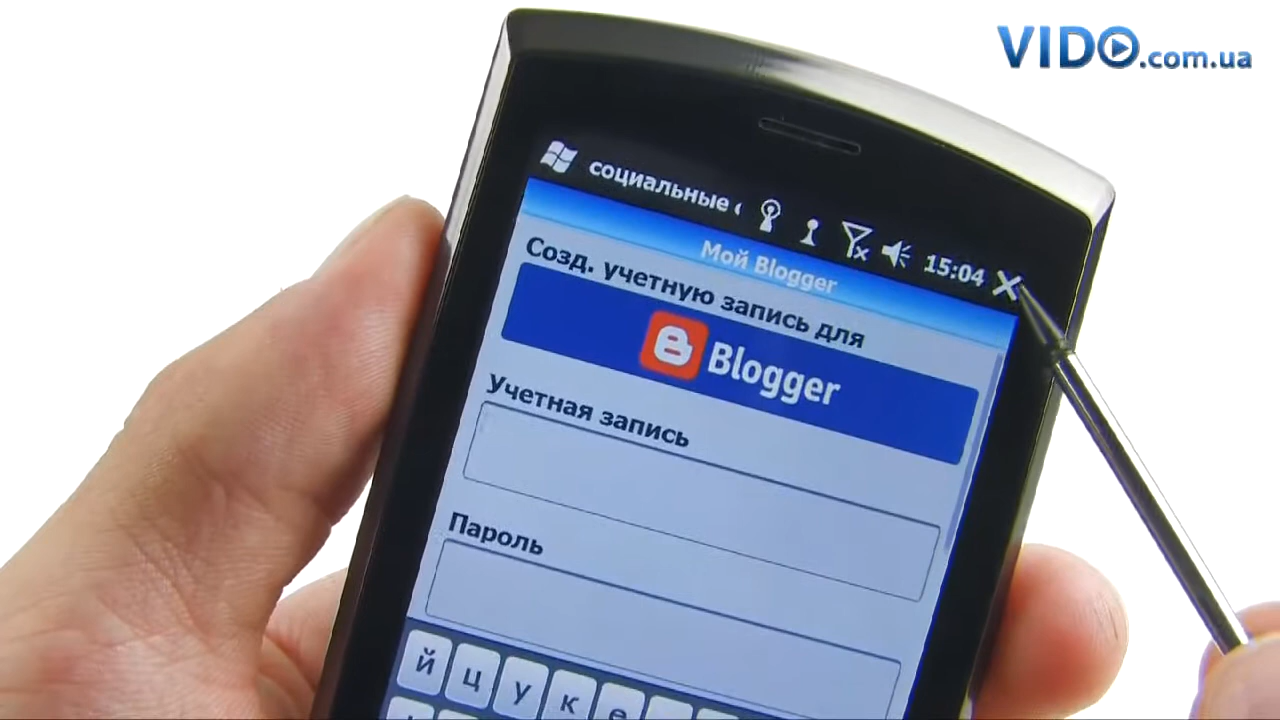 VIDO.com.ua
социальные
15:04
Мой Blogger
Созд. учетную запись для
Blogger
Учетная запись
Пароль
й ц у к е